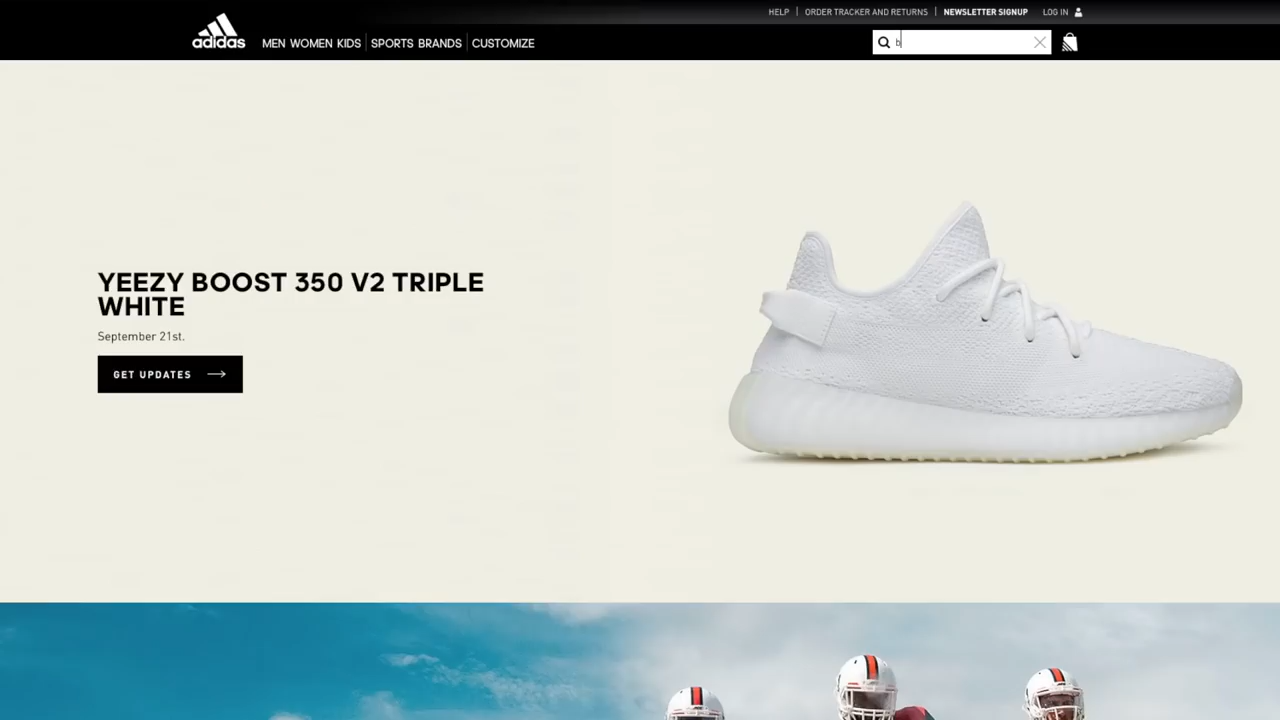 HELP
ORDER TRACKER AND RETURNS
NEWSLETTER SIGNUP
LOG IN
adidas
MEN WOMEN KIDS SPORTS BRANDS CUSTOMIZE
b
YEEZY BOOST 350 V2 TRIPLE
WHITE
September 21st.
GET UPDATES